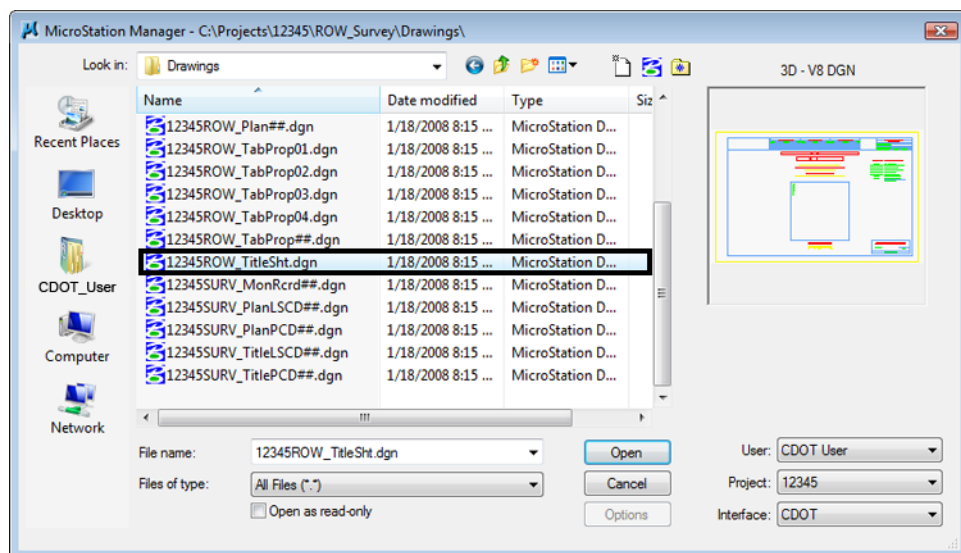 MicroStation Manager - C:\Projects\12345\ROW_Survey\Drawings\
Look in: Drawings
3D - V8 DGN
Name Date modified Type Siz
12345ROW_Plan##.dgn 1/18/2008 8:15 ... MicroStation D...
12345ROW_TabProp01.dgn 1/18/2008 8:15 ... MicroStation D...
12345ROW_TabProp02.dgn 1/18/2008 8:15 ... MicroStation D...
12345ROW_TabProp03.dgn 1/18/2008 8:15 ... MicroStation D...
12345ROW_TabProp04.dgn 1/18/2008 8:15 ... MicroStation D...
12345ROW_TabProp##.dgn 1/18/2008 8:15 ... MicroStation D...
12345ROW_TitleSht.dgn 1/18/2008 8:15 ... MicroStation D...
12345SURV_MonRcrd##.dgn 1/18/2008 8:15 ... MicroStation D...
12345SURV_PlanLSCD##.dgn 1/18/2008 8:15 ... MicroStation D...
12345SURV_PlanPCD##.dgn 1/18/2008 8:15 ... MicroStation D...
12345SURV_TitleLSCD##.dgn 1/18/2008 8:15 ... MicroStation D...
12345SURV_TitlePCD##.dgn 1/18/2008 8:15 ... MicroStation D...
Recent Places
Desktop
CDOT_User
Computer
Network
File name: 12345ROW_TitleSht.dgn Open
Files of type: All Files (*.*) Cancel
Open as read-only Options
User: CDOT User
Project: 12345
Interface: CDOT